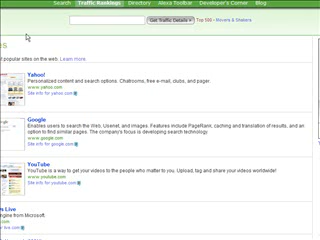 Search Traffic Rankings Directory Alexa Toolbar Developer's Corner Blog
Get Traffic Details Top 500 - Movers & Shakers
es
t popular sites on the web. Learn more
Yahoo!
Personalized content and search options. Chatrooms, free e-mail, clubs, and pager.
www.yahoo.com
Site info for yahoo.com
Google
Enables users to search the Web, Usenet, and images. Features include PageRank, caching and translation of results, and an
option to find similar pages. The company's focus is developing search technology.
www.google.com
Site info for google.com
YouTube
YouTube is a way to get your videos to the people who matter to you. Upload, tag and share your videos worldwide!
www.youtube.com
Site info for youtube.com
s Live
engine from Microsoft.